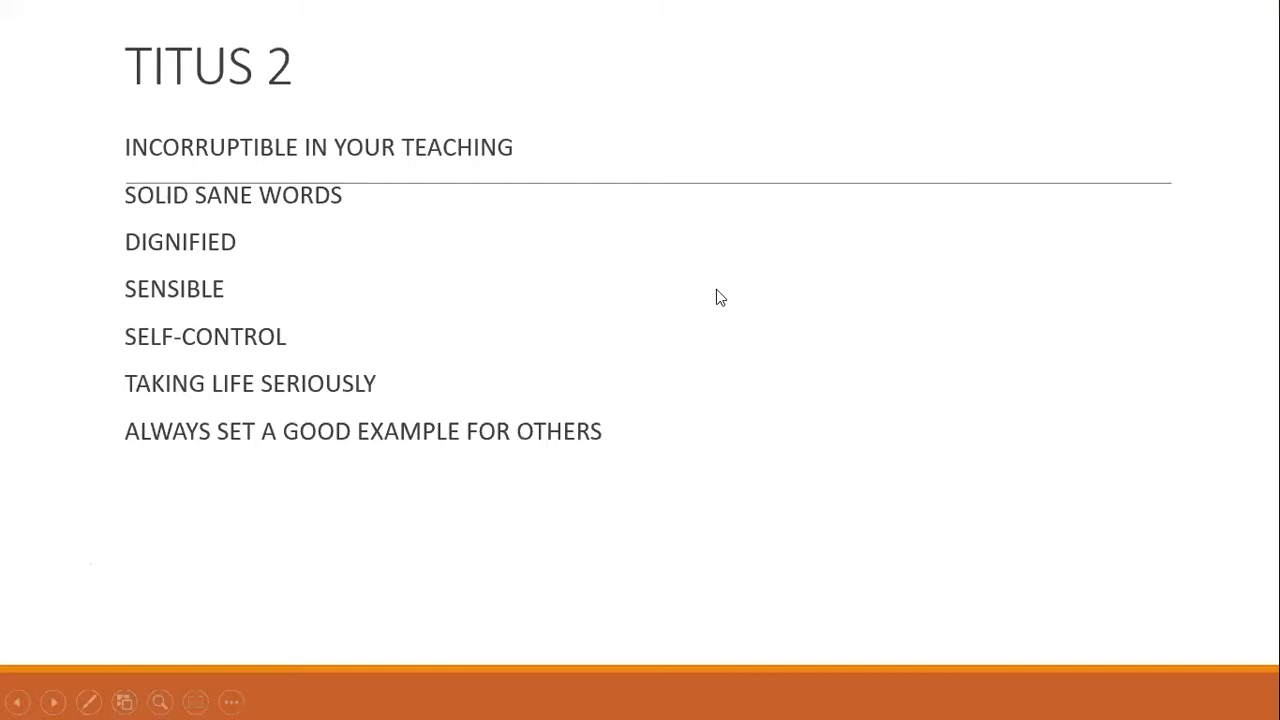 TITUS 2
INCORRUPTIBLE IN YOUR TEACHING
SOLID SANE WORDS
DIGNIFIED
SENSIBLE
SELF-CONTROL
TAKING LIFE SERIOUSLY
ALWAYS SET A GOOD EXAMPLE FOR OTHERS